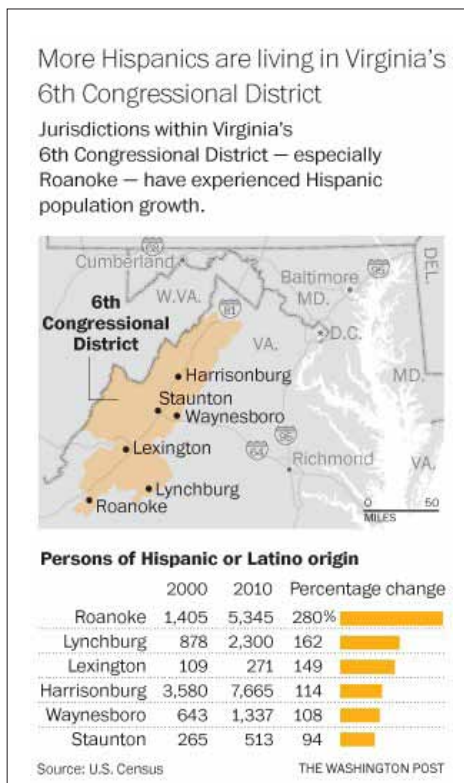 More Hispanics are living in Virginia's
6th Congressional District
Jurisdictions within Virginia's
6th Congressional District — especially
Roanoke — have experienced Hispanic
population growth.
68
Cumberland
95
DEL.
Baltimore
W.VA.
MD.
6th
Congressional
District
81
D.C.
VA.
MD.
Harrisonburg
Staunton
Waynesboro
95
64
Lexington
Richmond
VA.
Lynchburg
Roanoke
0 50
MILES
Persons of Hispanic or Latino origin
2000 2010 Percentage change
Roanoke 1,405 5,345 280%
Lynchburg 878 2,300 162
Lexington 109 271 149
Harrisonburg 3,580 7,665 114
Waynesboro 643 1,337 108
Staunton 265 513 94
Source: U.S. Census THE WASHINGTON POST